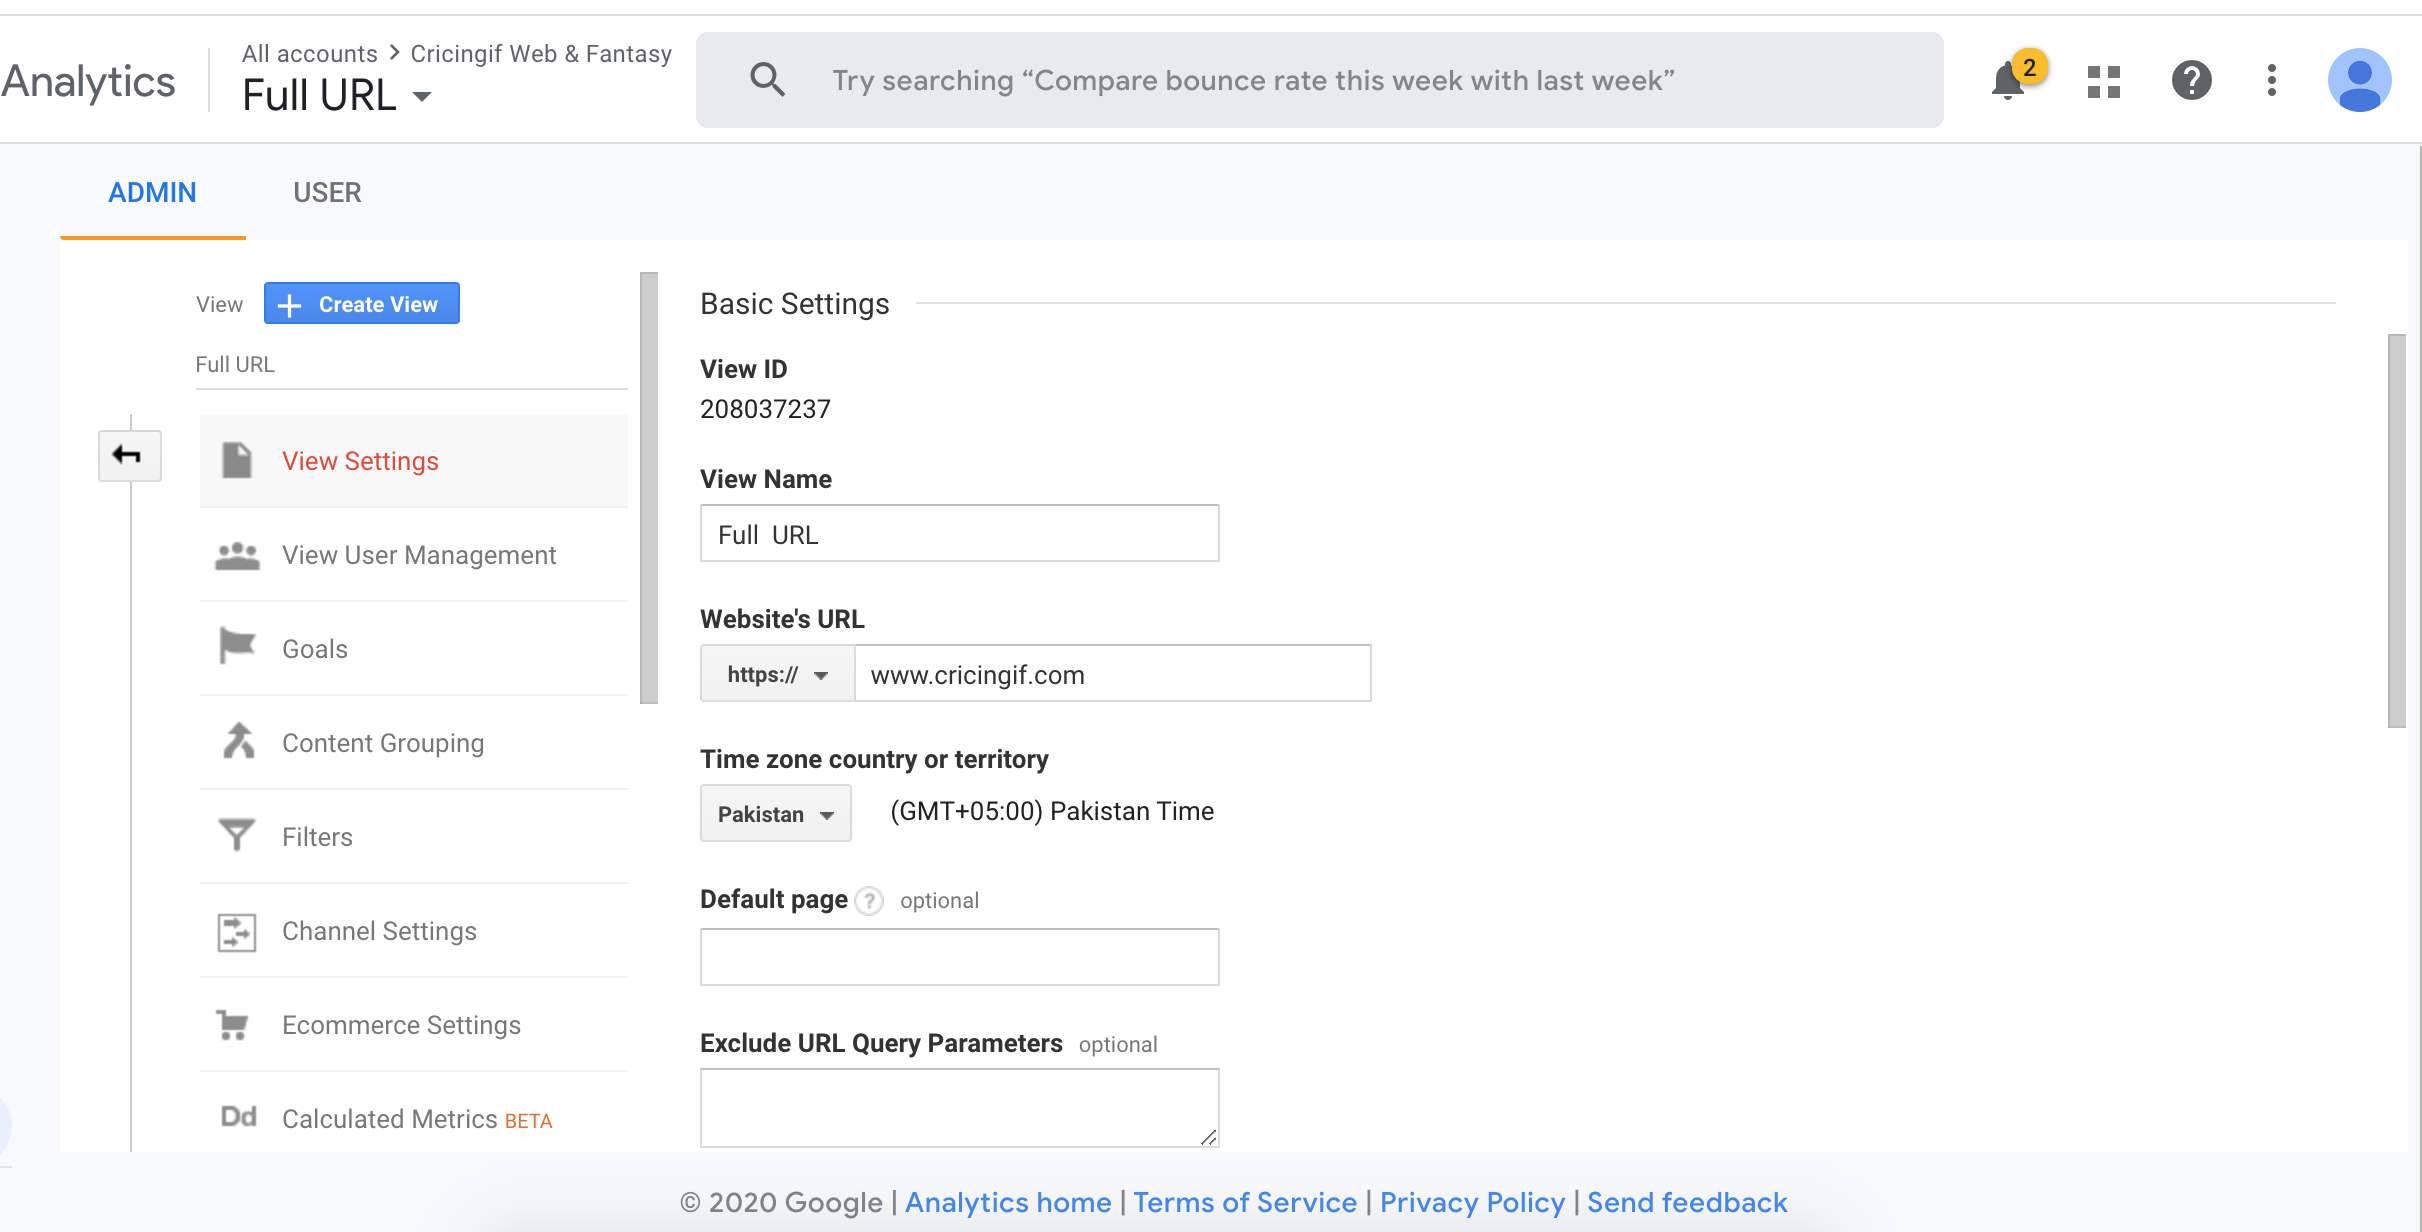 Analytics
All accounts > Cricingif Web & Fantasy
Full URL
Try searching “Compare bounce rate this week with last week”
2
ADMIN
USER
View
Create View
Full URL
View Settings
View User Management
Goals
Content Grouping
Filters
Channel Settings
Ecommerce Settings
Dd Calculated Metrics BETA
Basic Settings
View ID
208037237
View Name
Full  URL
Website's URL
https:// www.cricingif.com
Time zone country or territory
Pakistan (GMT+05:00) Pakistan Time
Default page ? optional
Exclude URL Query Parameters optional
© 2020 Google | Analytics home | Terms of Service | Privacy Policy | Send feedback